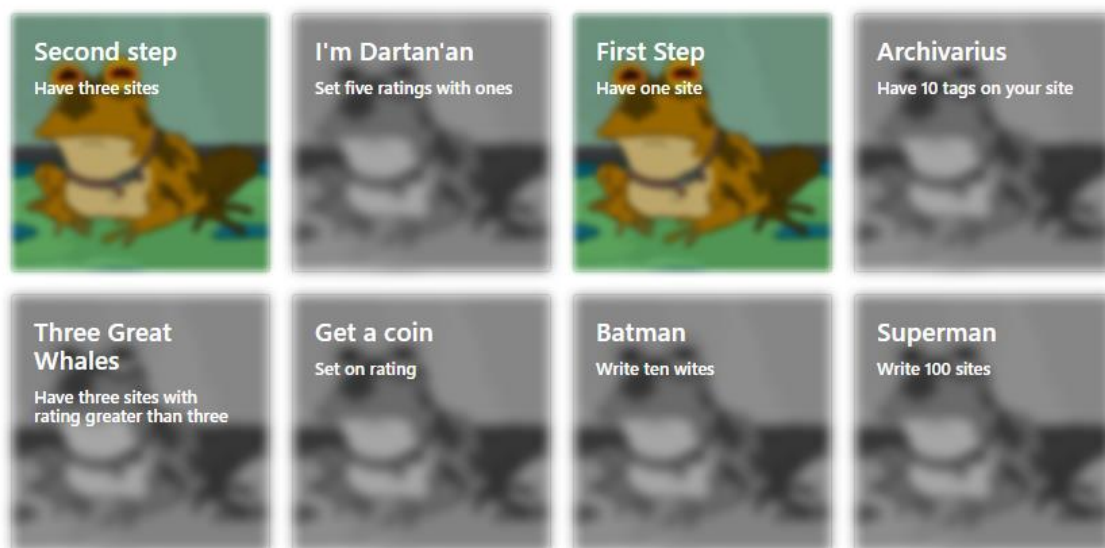 Second step
Have three sites
I'm Dartan'an
Set five ratings with ones
First Step
Have one site
Archivarius
Have 10 tags on your site
Three Great
Whales
Have three sites with
rating greater than three
Get a coin
Set on rating
Batman
Write ten wites
Superman
Write 100 sites